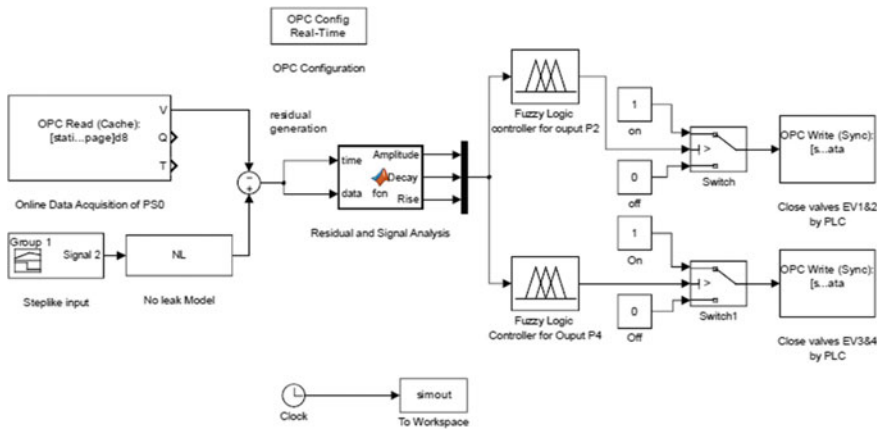 OPC Config
Real-Time
OPC Configuration
OPC Read (Cache):
[stati...page]d8
V
Q
T
Online Data Acquisition of PS0
residual
generation
time
data
Amplitude
Decay
fcn
Rise
Residual and Signal Analysis
Group 1
Signal 2
Steplike input
NL
No leak Model
Fuzzy Logic
controller for ouput P2
1
on
0
off
>
Switch
OPC Write (Sync):
[s...ata
Close valves EV1&2
by PLC
Fuzzy Logic
Controller for Ouput P4
1
On
0
Off
>
Switch1
OPC Write (Sync):
[s...ata
Close valves EV3&4
by PLC
Clock
simout
To Workspace